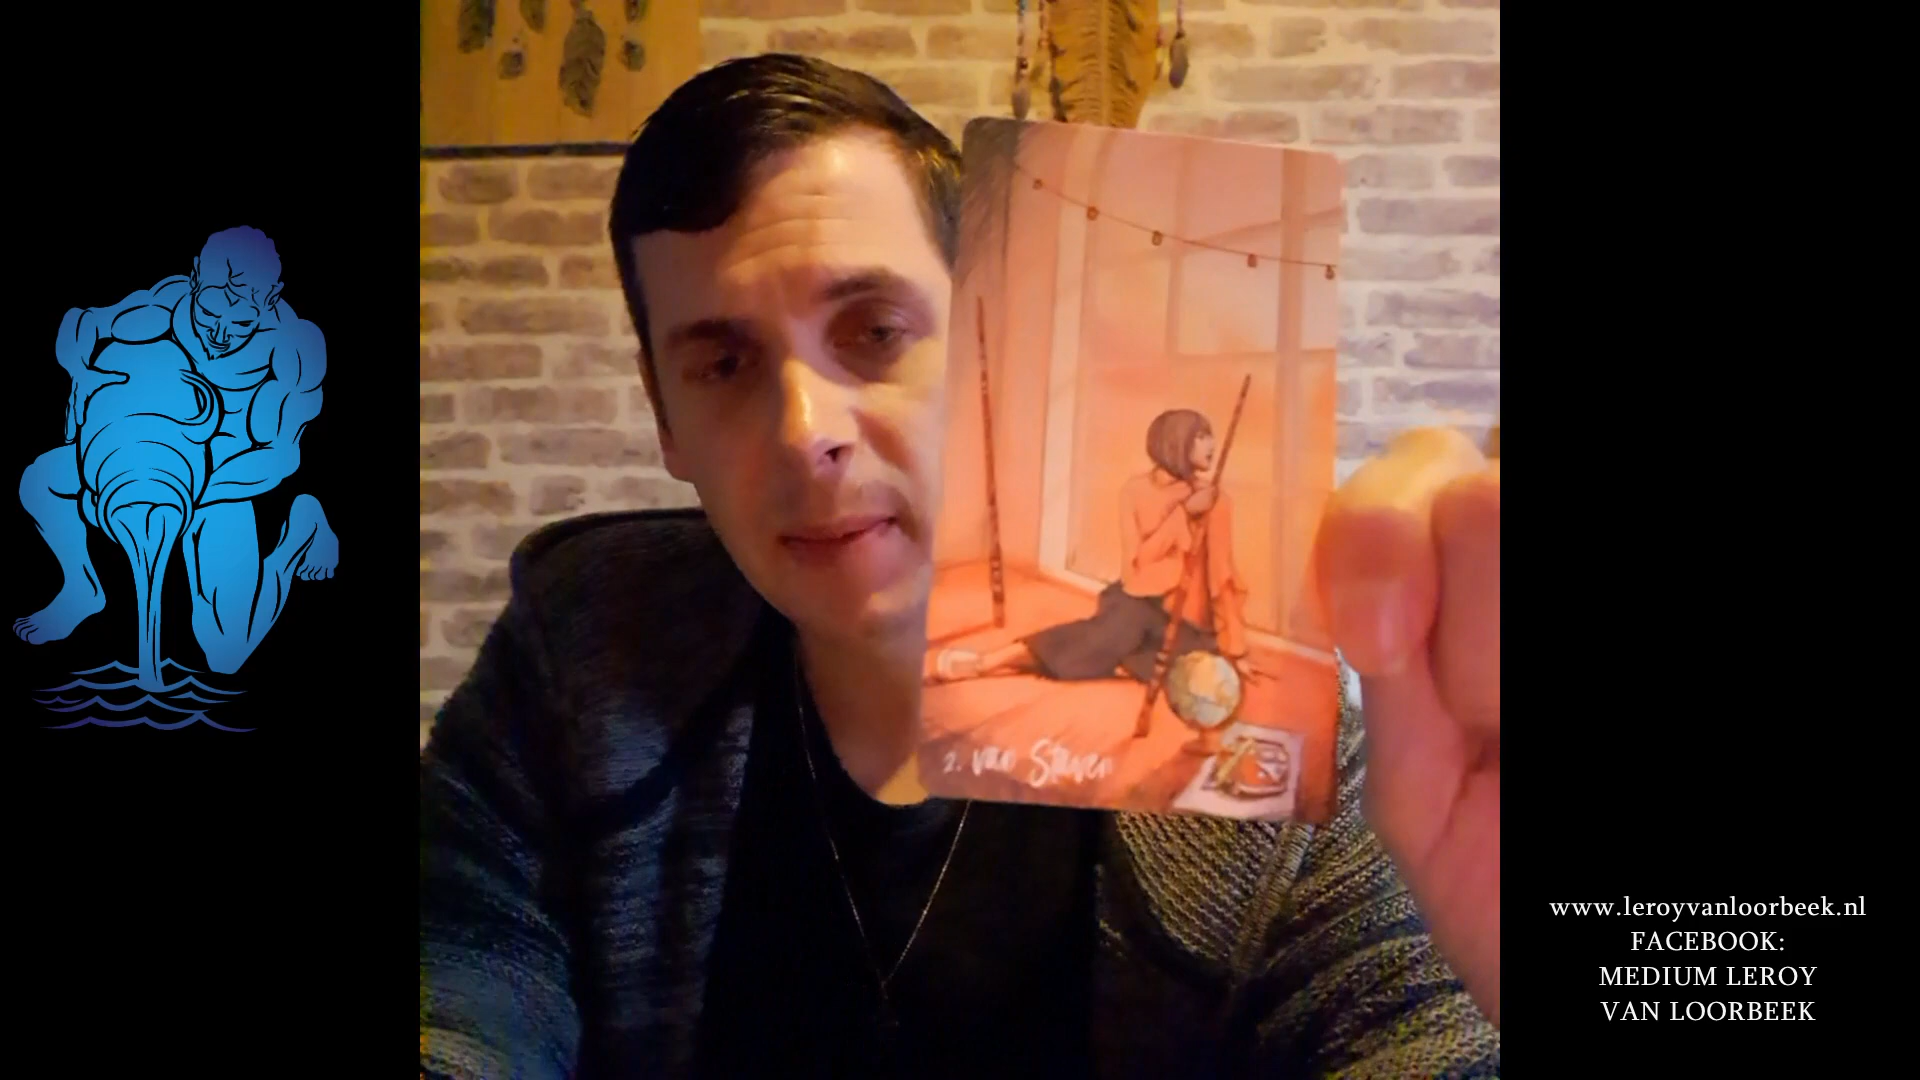 2. van Staven
www.leroyvanloorbeek.nl
FACEBOOK:
MEDIUM LEROY
VAN LOORBEEK